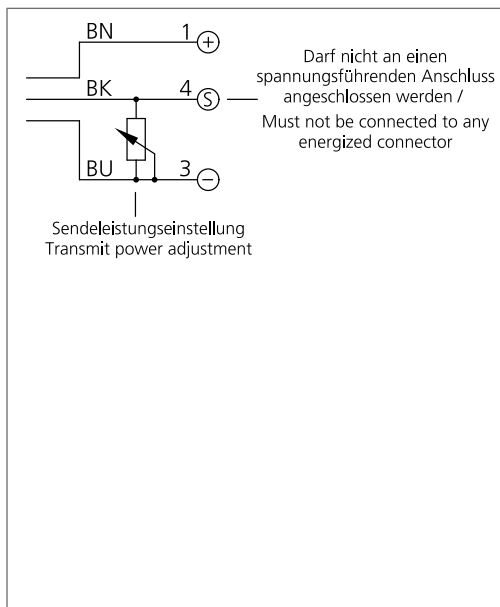 BN 1 +
BK 4 S
BU 3 −
Darf nicht an einen
spannungsführenden Anschluss
angeschlossen werden /
Must not be connected to any
energized connector
Sendeleistungseinstellung
Transmit power adjustment